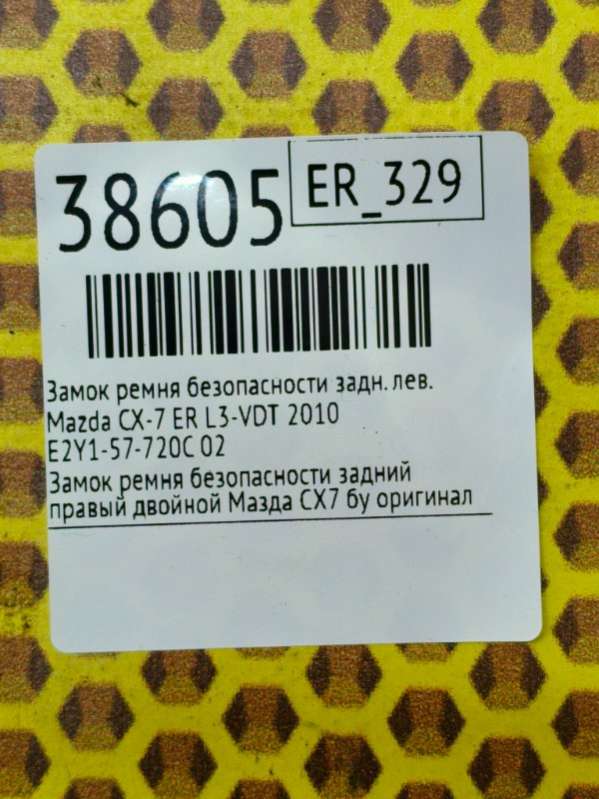 38605
ER_329
Замок ремня безопасности задн. лев.
Mazda CX-7 ER L3-VDT 2010
E2Y1-57-720C 02
Замок ремня безопасности задний
правый двойной Мазда СХ7 бу оригинал